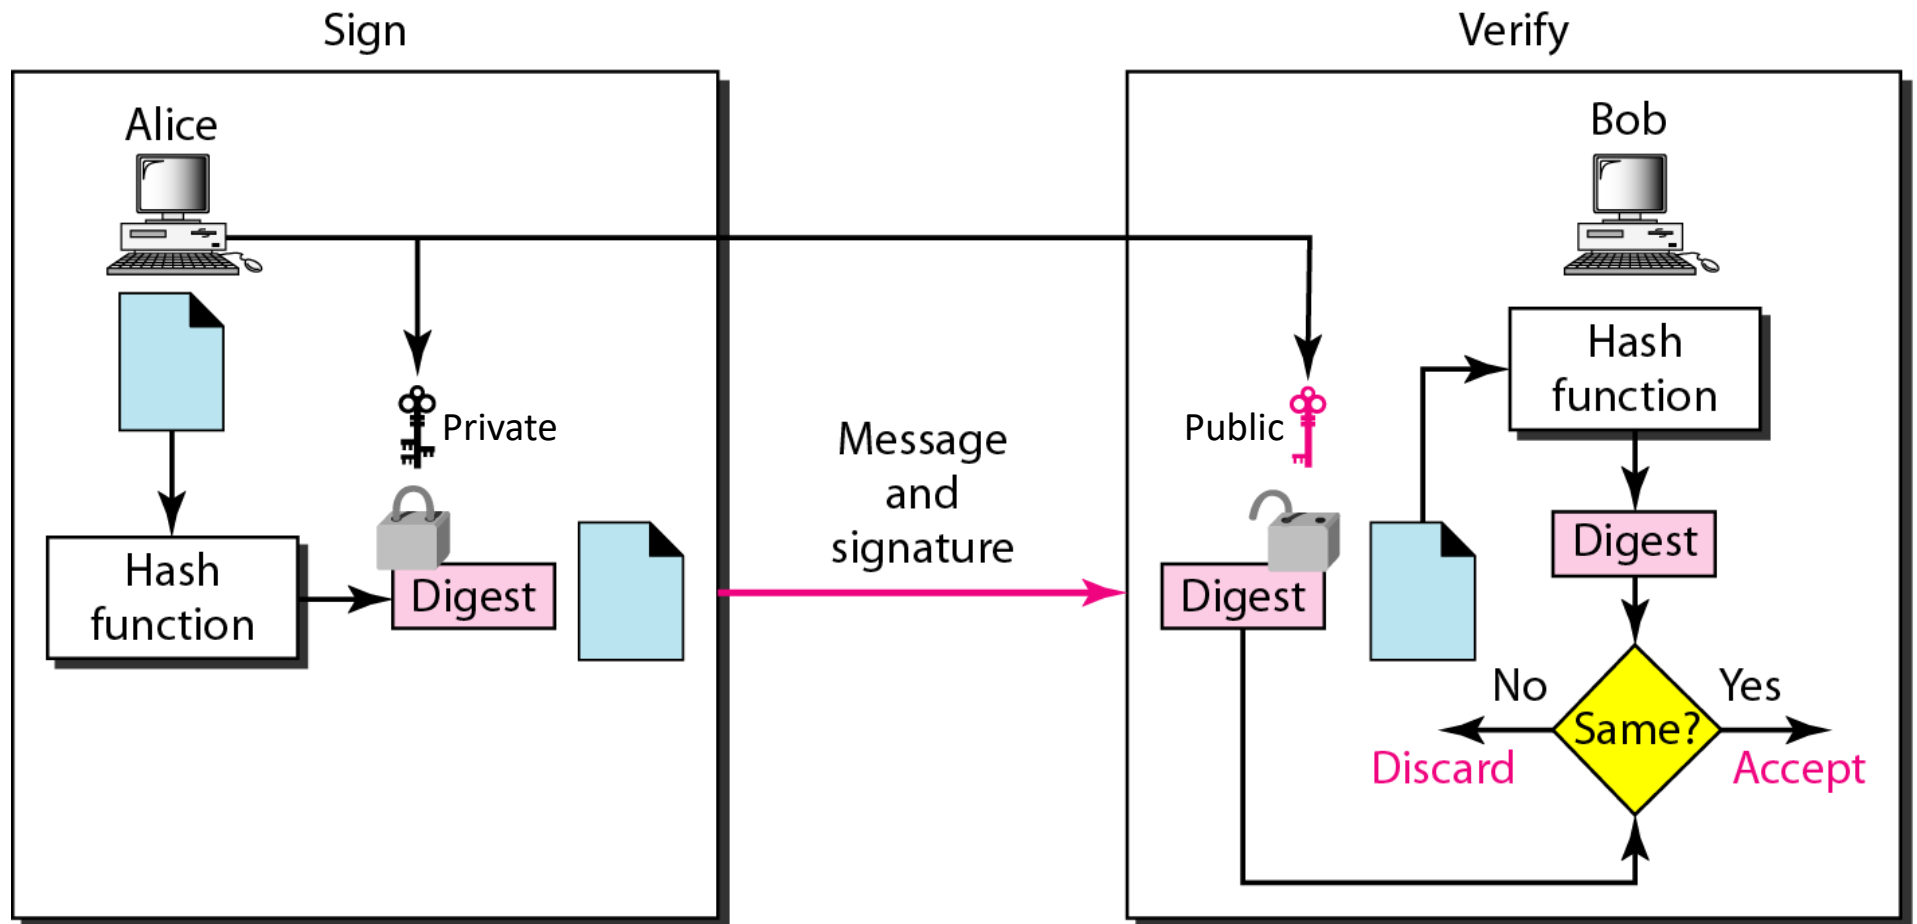 Sign
Alice
Private
Hash
function
Digest
Message
and
signature
Verify
Bob
Public
Hash
function
Digest
Digest
No
Yes
Same?
Discard
Accept